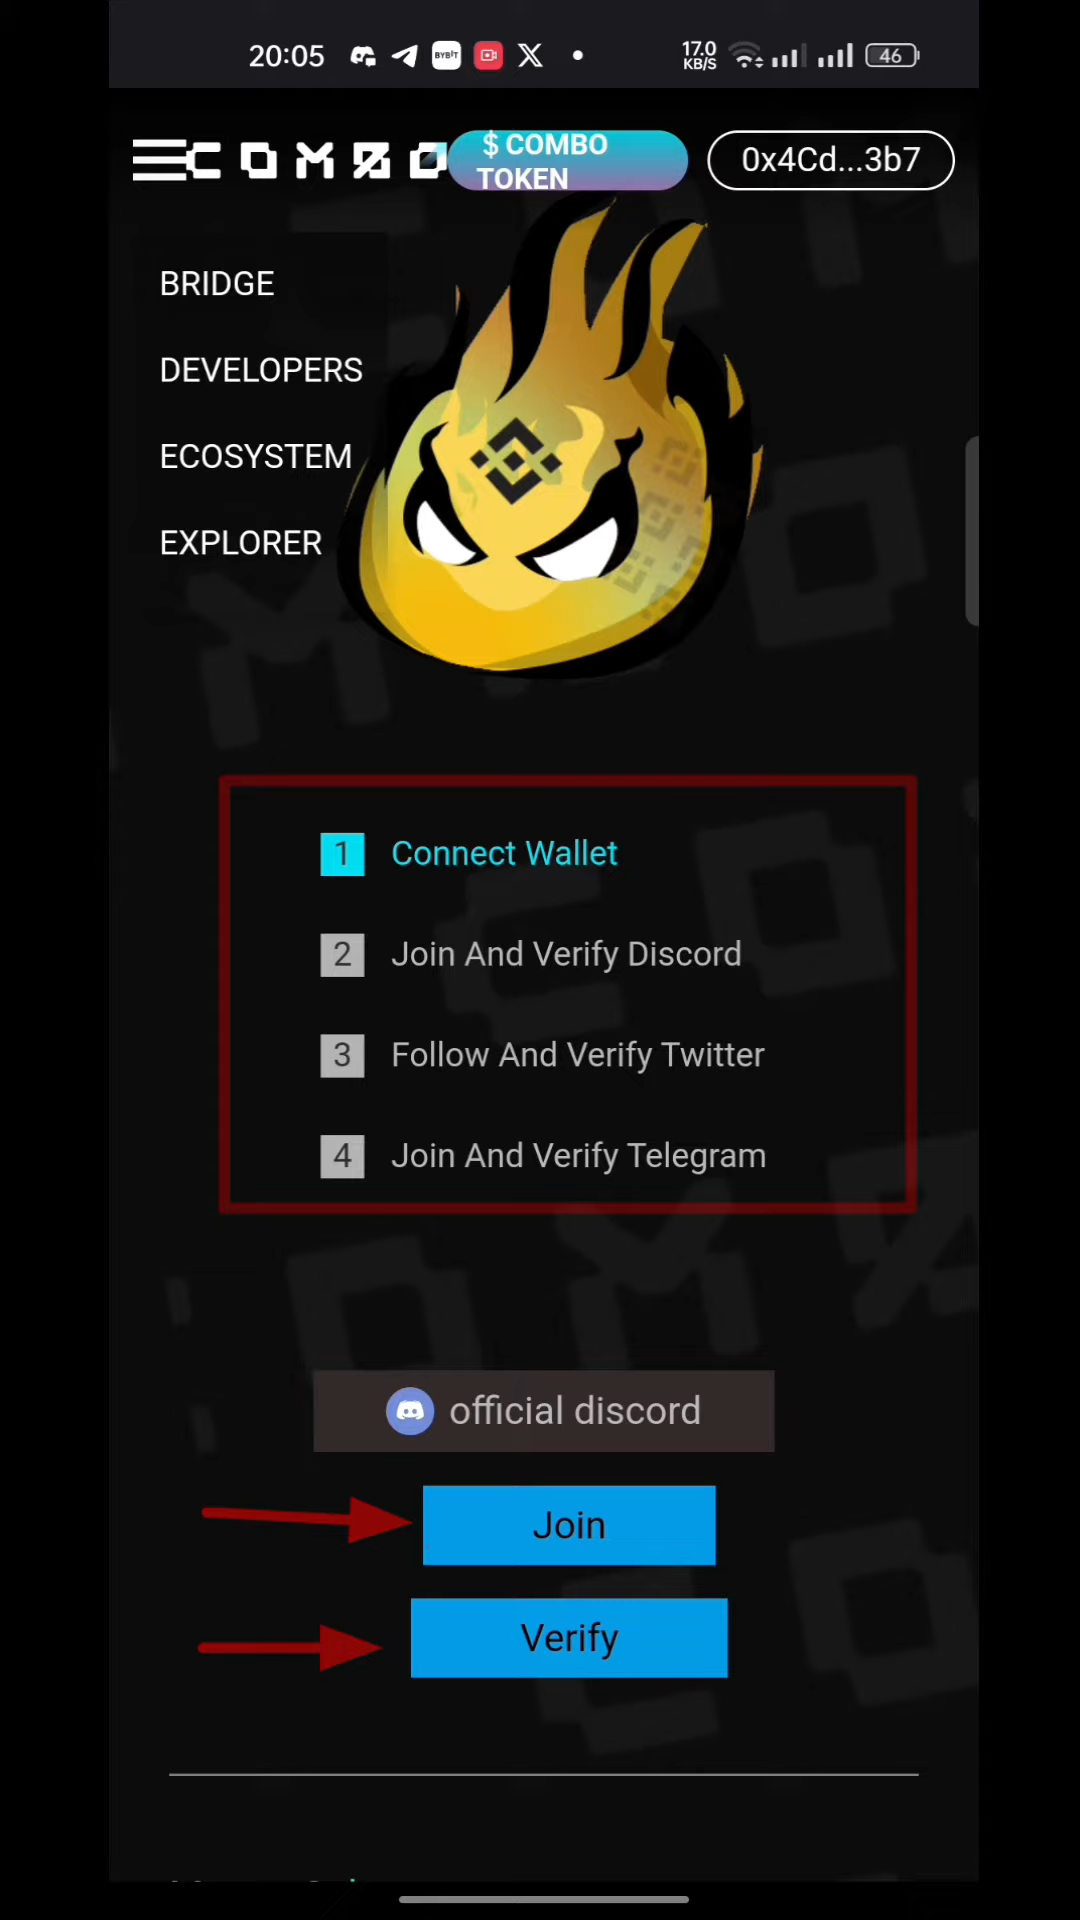 20:05
BYBIT
17.0
KB/S
46
COMBO
$ COMBO
TOKEN
0x4Cd...3b7
BRIDGE
DEVELOPERS
ECOSYSTEM
EXPLORER
1 Connect Wallet
2 Join And Verify Discord
3 Follow And Verify Twitter
4 Join And Verify Telegram
official discord
Join
Verify